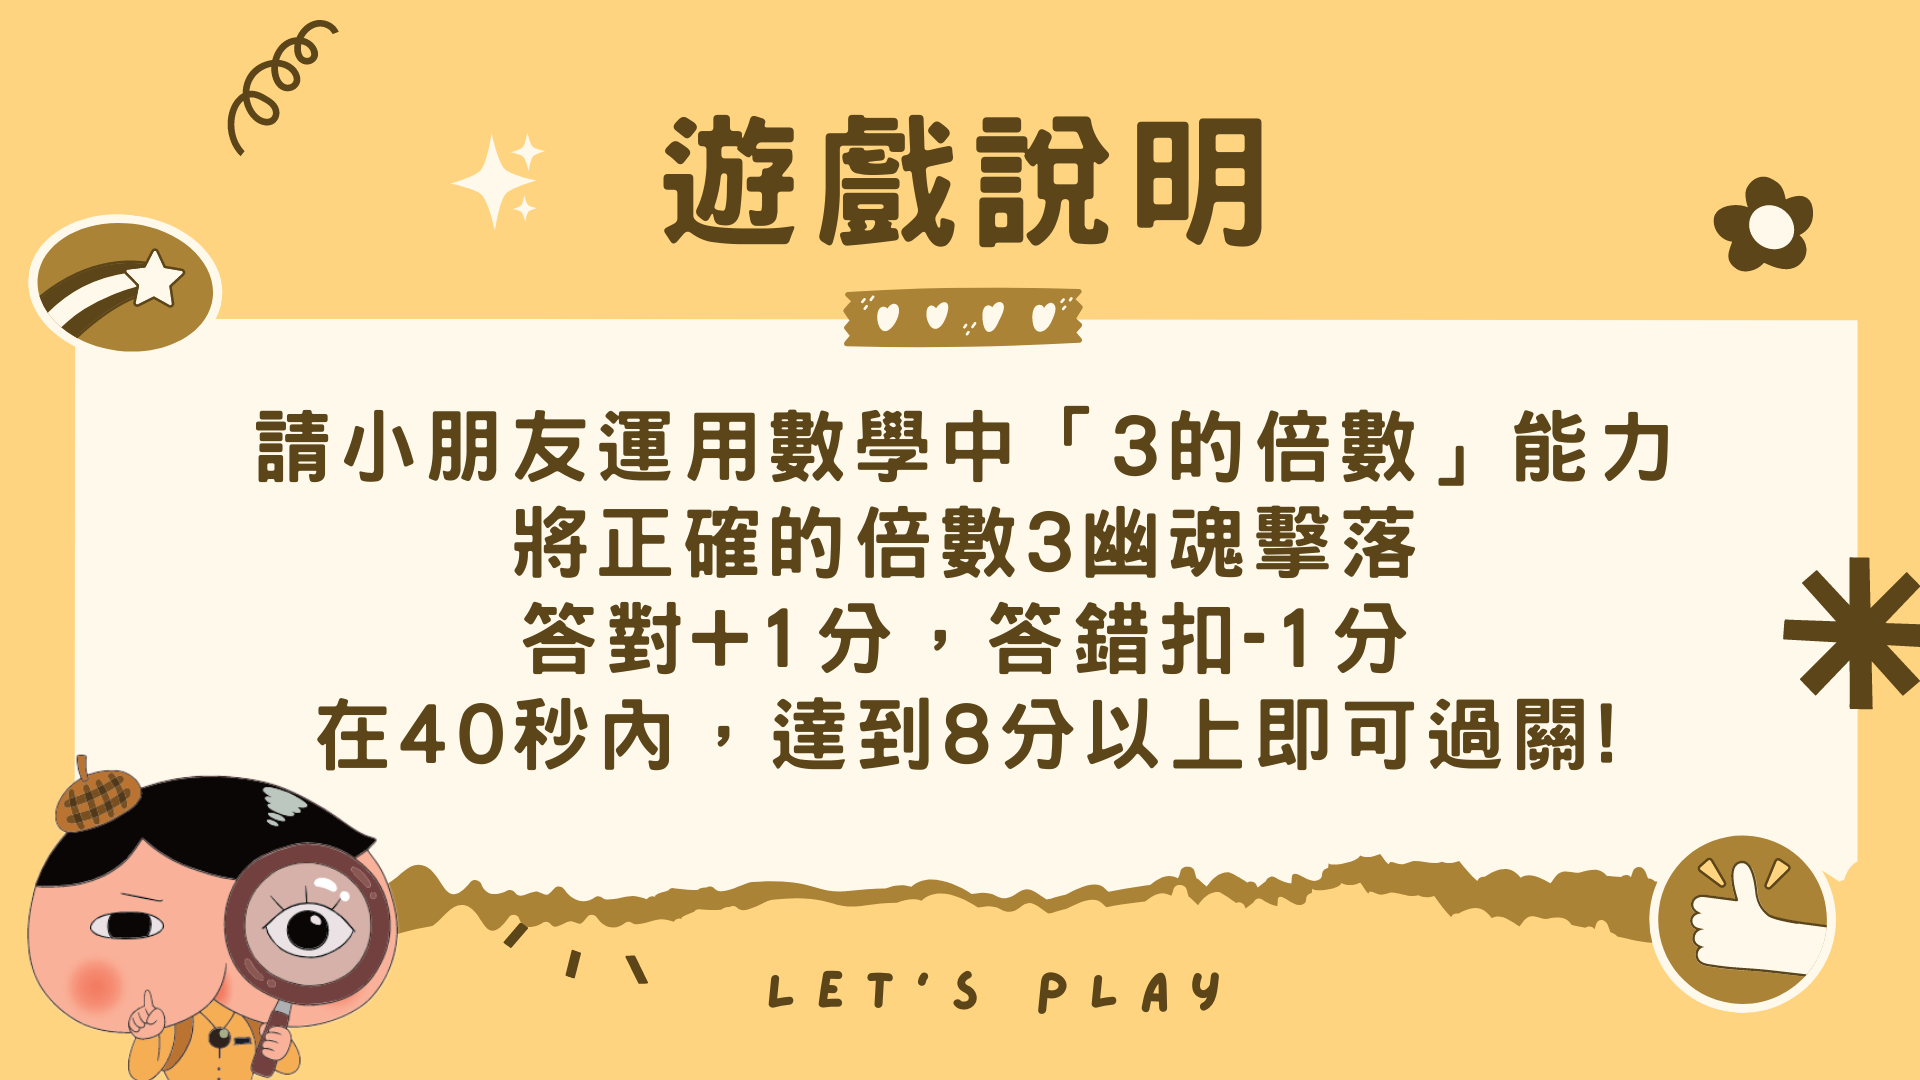 遊戲說明
請小朋友運用數學中「3的倍數」能力
將正確的倍數3幽魂擊落
答對+1分，答錯扣-1分
在40秒內，達到8分以上即可過關!
LET'S PLAY